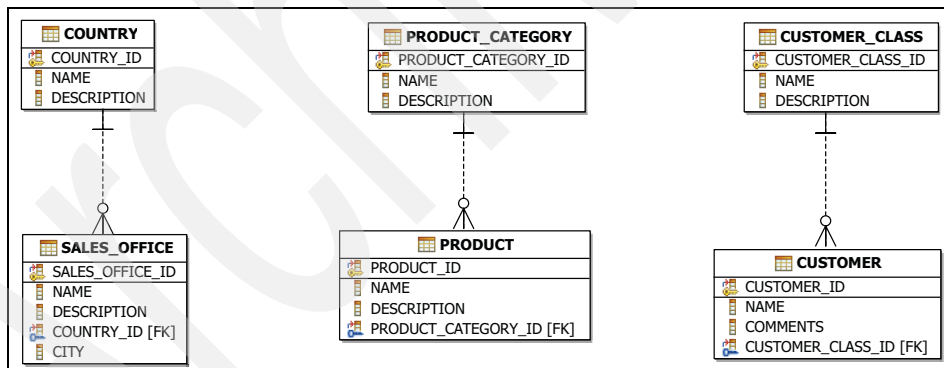 COUNTRY
COUNTRY_ID
NAME
DESCRIPTION
PRODUCT_CATEGORY
PRODUCT_CATEGORY_ID
NAME
DESCRIPTION
CUSTOMER_CLASS
CUSTOMER_CLASS_ID
NAME
DESCRIPTION
SALES_OFFICE
SALES_OFFICE_ID
NAME
DESCRIPTION
COUNTRY_ID [FK]
CITY
PRODUCT
PRODUCT_ID
NAME
DESCRIPTION
PRODUCT_CATEGORY_ID [FK]
CUSTOMER
CUSTOMER_ID
NAME
COMMENTS
CUSTOMER_CLASS_ID [FK]